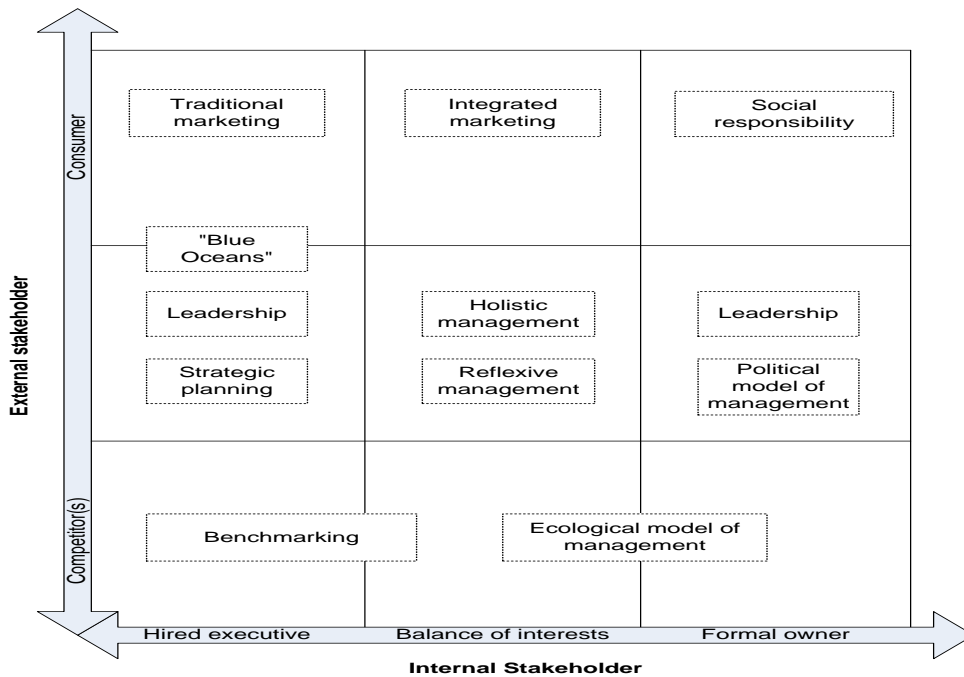 Traditional
marketing
Integrated
marketing
Social
responsibility
Consumer
"Blue
Oceans"
Leadership
Holistic
management
Leadership
Strategic
planning
Reflexive
management
Political
model of
management
External stakeholder
Benchmarking
Ecological model of
management
Competitor(s)
Hired executive
Balance of interests
Formal owner
Internal Stakeholder